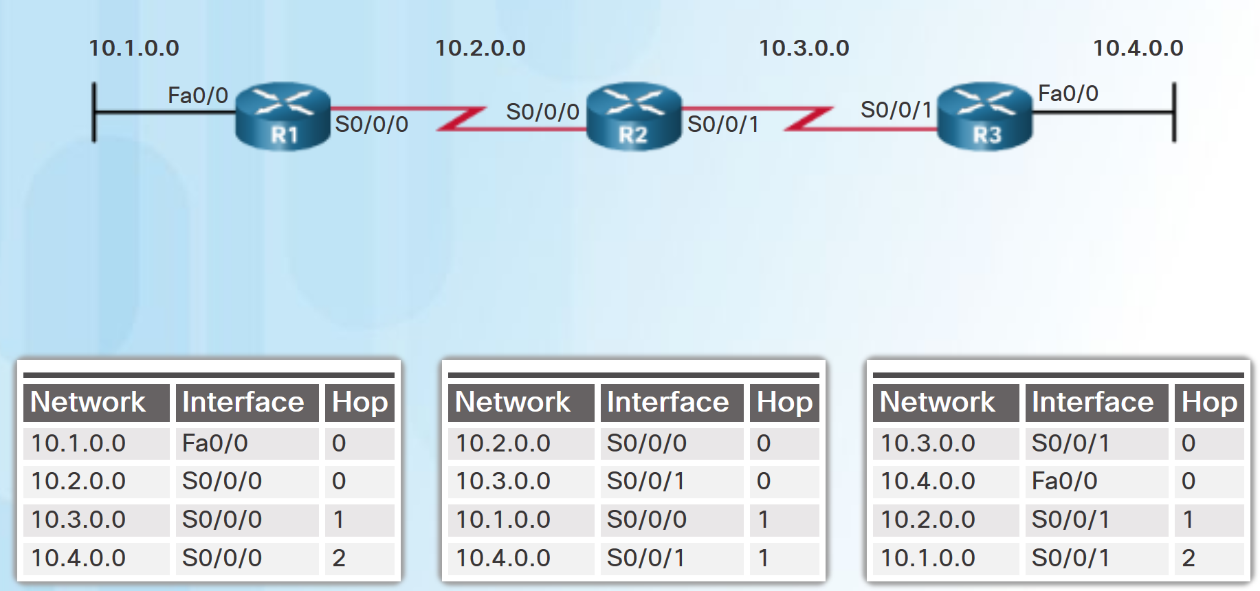 10.1.0.0 10.2.0.0 10.3.0.0 10.4.0.0
Fa0/0 R1 S0/0/0 S0/0/0 R2 S0/0/1 S0/0/1 R3 Fa0/0
Network Interface Hop
10.1.0.0 Fa0/0 0
10.2.0.0 S0/0/0 0
10.3.0.0 S0/0/0 1
10.4.0.0 S0/0/0 2
Network Interface Hop
10.2.0.0 S0/0/0 0
10.3.0.0 S0/0/1 0
10.1.0.0 S0/0/0 1
10.4.0.0 S0/0/1 1
Network Interface Hop
10.3.0.0 S0/0/1 0
10.4.0.0 Fa0/0 0
10.2.0.0 S0/0/1 1
10.1.0.0 S0/0/1 2